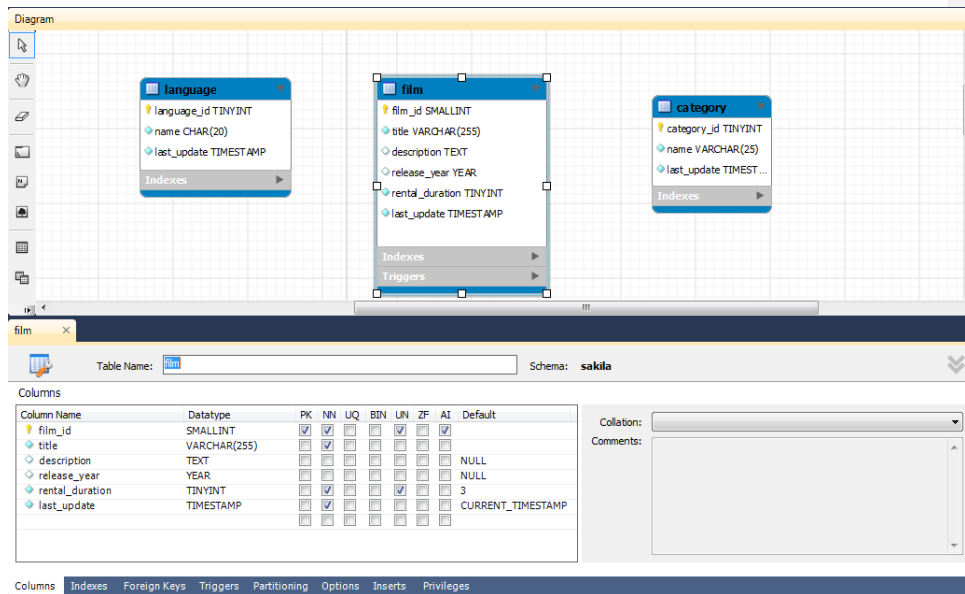 Diagram
language
language_id TINYINT
name CHAR(20)
last_update TIMESTAMP
Indexes
film
film_id SMALLINT
title VARCHAR(255)
description TEXT
release_year YEAR
rental_duration TINYINT
last_update TIMESTAMP
Indexes
Triggers
category
category_id TINYINT
name VARCHAR(25)
last_update TIMEST...
Indexes
film
Table Name: film Schema: sakila
Columns
Column Name Datatype PK NN UQ BIN UN ZF AI Default
film_id SMALLINT
title VARCHAR(255)
description TEXT NULL
release_year YEAR NULL
rental_duration TINYINT 3
last_update TIMESTAMP CURRENT_TIMESTAMP
Collation:
Comments:
Columns Indexes Foreign Keys Triggers Partitioning Options Inserts Privileges